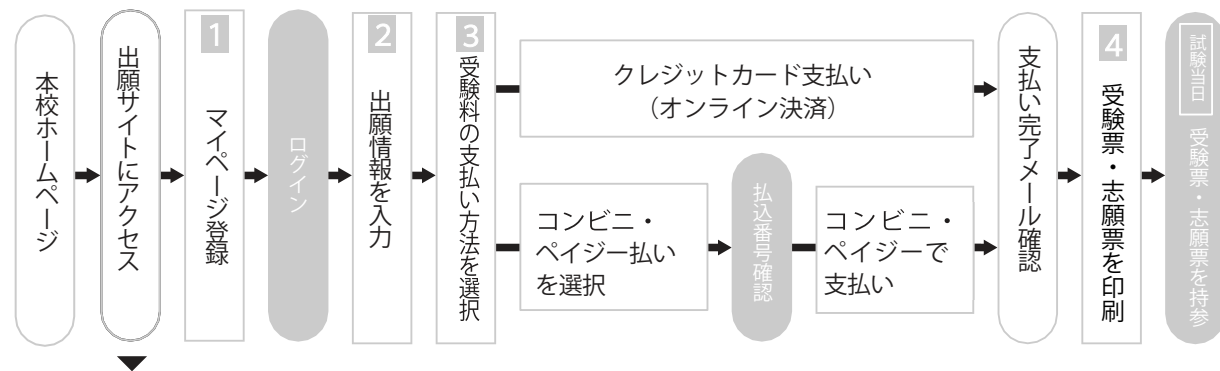 本校ホームページ
出願サイトにアクセス
1
マイページ登録
ログイン
2
出願情報を入力
3
受験料の支払い方法を選択
クレジットカード支払い
（オンライン決済）
コンビニ・
ペイジー払い
を選択
払込番号確認
コンビニ・
ペイジーで
支払い
支払い完了メール確認
4
受験票・志願票を印刷
試験当日
受験票・志願票を持参